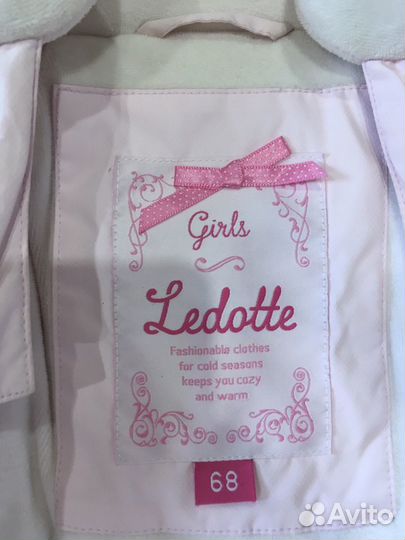 Girls
Ledotte
Fashionable clothes
for cold seasons
keeps you cozy
and warm
68
Avito